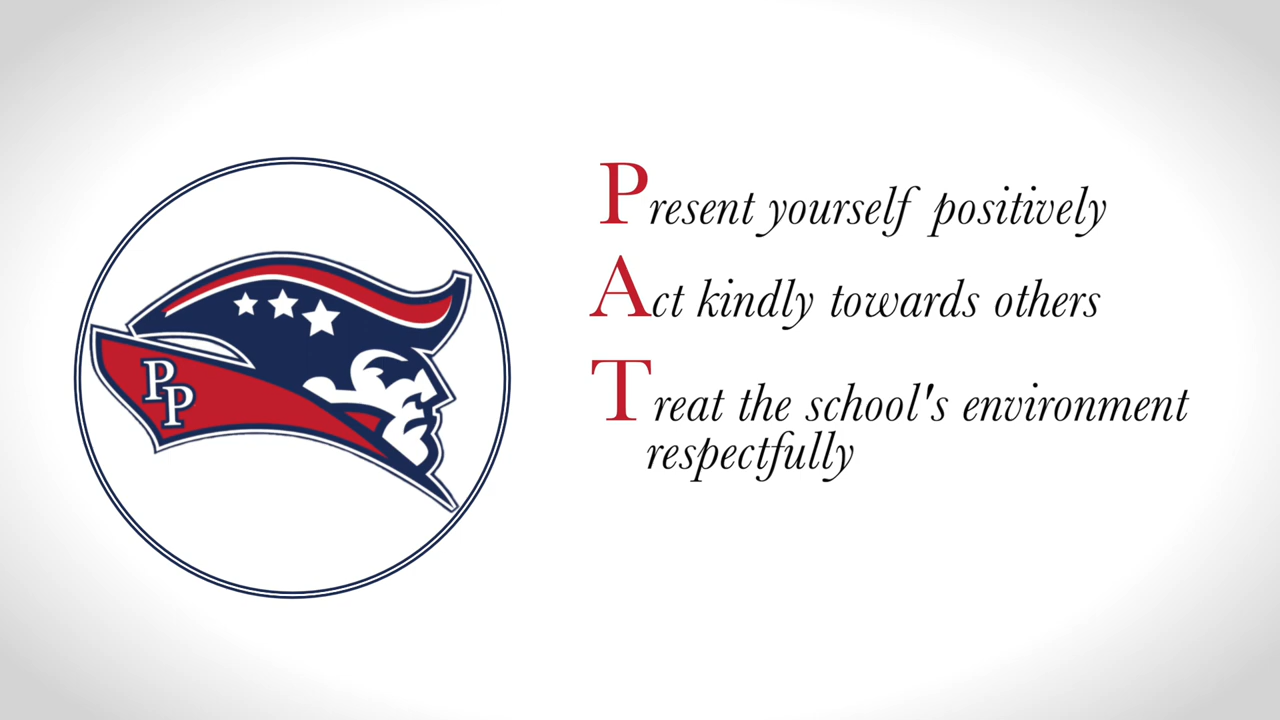 PP
Present yourself positively
Act kindly towards others
Treat the school's environment
respectfully